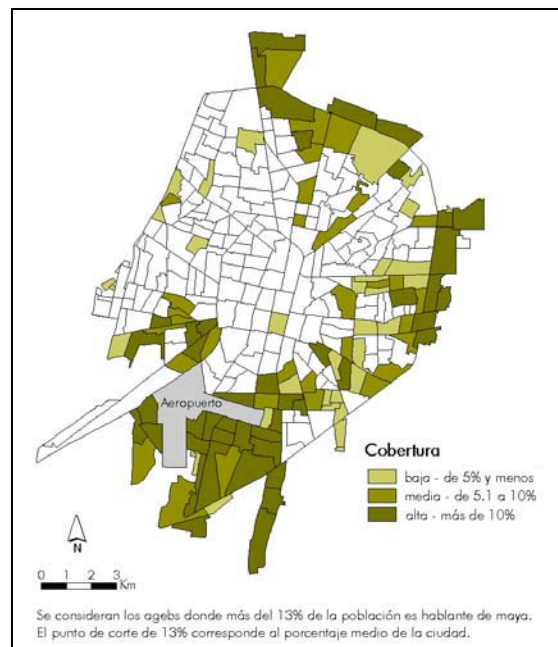 Aeropuerto
Cobertura
baja - de 5% y menos
media - de 5.1 a 10%
alta - más de 10%
N
0 1 2 3
Km
Se consideran los agebs donde más del 13% de la población es hablante de maya.
El punto de corte de 13% corresponde al porcentaje medio de la ciudad.